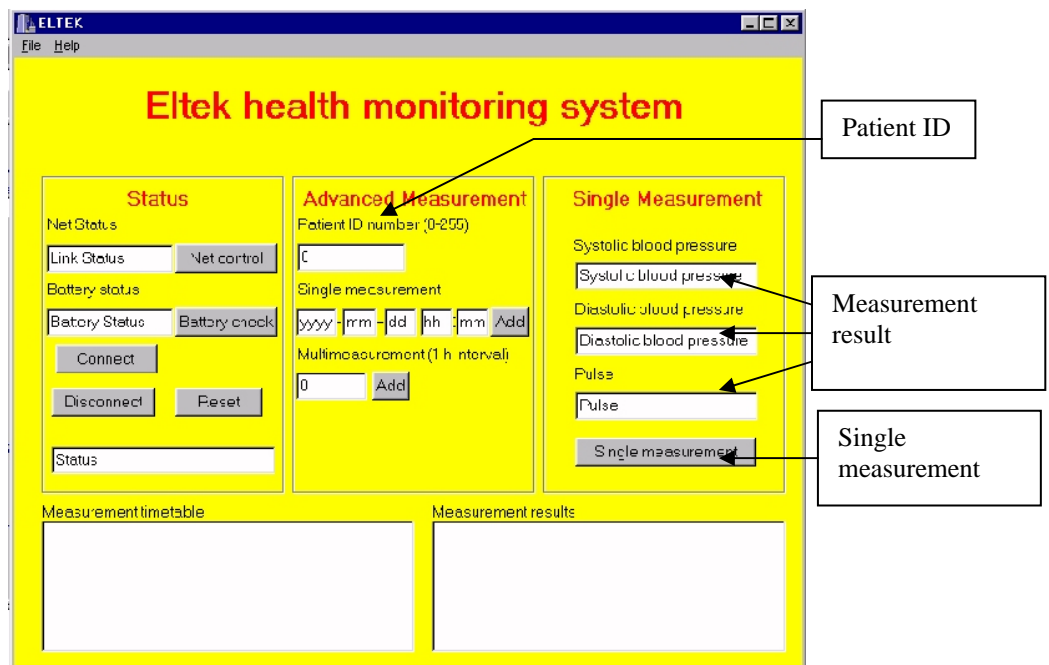 ELTEK
File Help
Eltek health monitoring system
Patient ID
Status
Net Status
Link Status Net control
Battery status
Battery Status Battery check
Connect
Disconnect Reset
Status
Advanced Measurement
Patient ID number (0-255)
0
Single measurement
yyyy - mm - dd hh : mm Add
Multimeasurement (1 h interval)
0 Add
Single Measurement
Systolic blood pressure
Systolic blood pressure
Diastolic blood pressure
Diastolic blood pressure
Pulse
Pulse
Single measurement
Measurement
result
Single
measurement
Measurement timetable
Measurement results